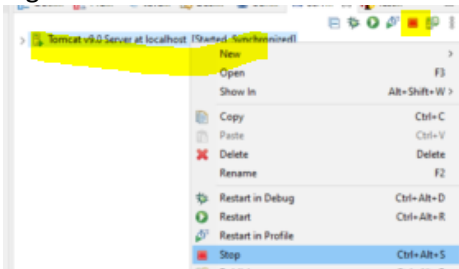 Tomcat v9.0 Server at localhost [Started, Synchronized]
New >
Open F3
Show In Alt+Shift+W >
Copy Ctrl+C
Paste Ctrl+V
Delete Delete
Rename F2
Restart in Debug Ctrl+Alt+D
Restart Ctrl+Alt+R
Restart in Profile
Stop Ctrl+Alt+S